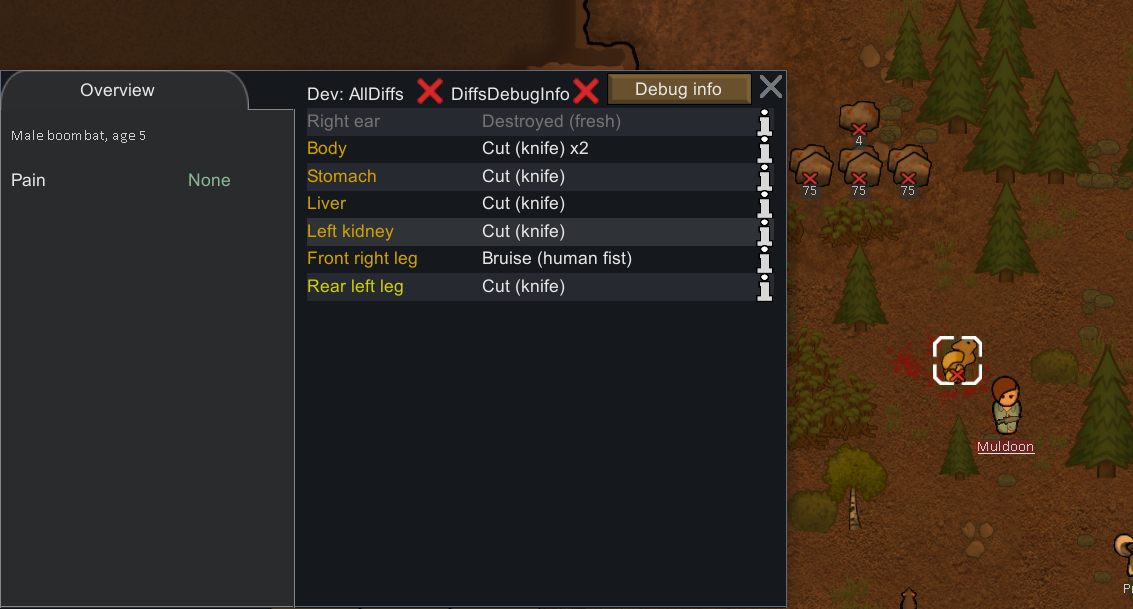 Overview
Male boombat, age 5
Pain None
Dev: AllDiffs DiffsDebugInfo Debug info
Right ear Destroyed (fresh)
Body Cut (knife) x2
Stomach Cut (knife)
Liver Cut (knife)
Left kidney Cut (knife)
Front right leg Bruise (human fist)
Rear left leg Cut (knife)
4
75 75 75
Muldoon